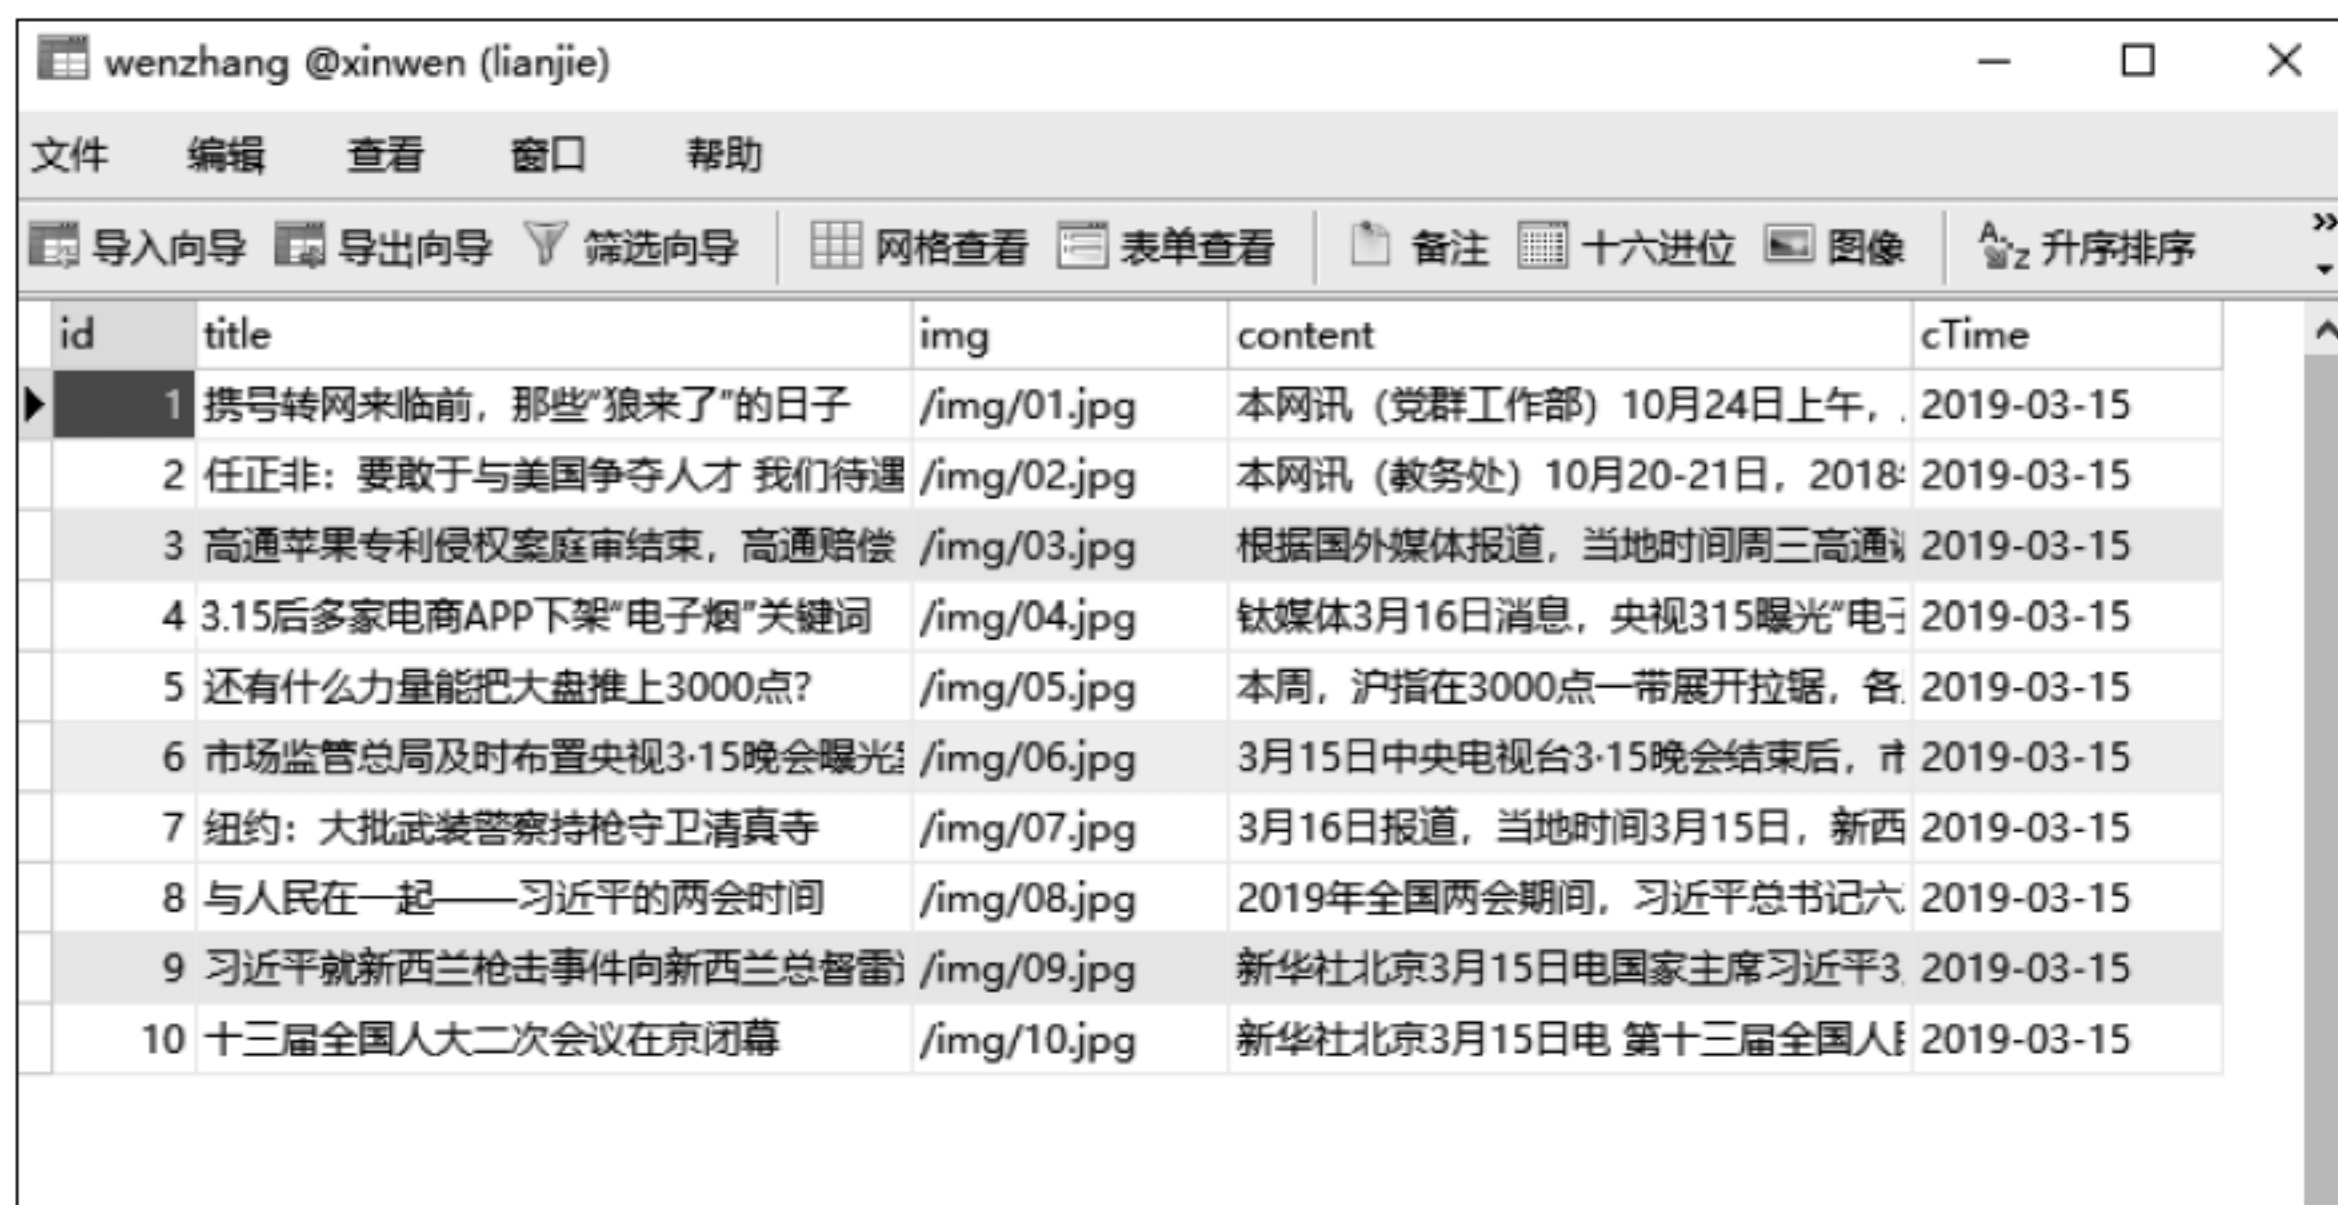 wenzhang @xinwen (lianjie)
文件 编辑 查看 窗口 帮助
导入向导 导出向导 筛选向导 网格查看 表单查看 备注 十六进位 图像 升序排序
id title img content cTime
1 携号转网来临前，那些"狼来了"的日子 /img/01.jpg 本网讯（党群工作部）10月24日上午， 2019-03-15
2 任正非：要敢于与美国争夺人才 我们待遇 /img/02.jpg 本网讯（教务处）10月20-21日，2018 2019-03-15
3 高通苹果专利侵权案庭审结束，高通赔偿 /img/03.jpg 根据国外媒体报道，当地时间周三高通 2019-03-15
4 3.15后多家电商APP下架"电子烟"关键词 /img/04.jpg 钛媒体3月16日消息，央视315曝光"电子 2019-03-15
5 还有什么力量能把大盘推上3000点? /img/05.jpg 本周，沪指在3000点一带展开拉锯，各 2019-03-15
6 市场监管总局及时布置央视3·15晚会曝光 /img/06.jpg 3月15日中央电视台3·15晚会结束后，市 2019-03-15
7 纽约：大批武装警察持枪守卫清真寺 /img/07.jpg 3月16日报道，当地时间3月15日，新西 2019-03-15
8 与人民在一起——习近平的两会时间 /img/08.jpg 2019年全国两会期间，习近平总书记六 2019-03-15
9 习近平就新西兰枪击事件向新西兰总督雷 /img/09.jpg 新华社北京3月15日电国家主席习近平3 2019-03-15
10 十三届全国人大二次会议在京闭幕 /img/10.jpg 新华社北京3月15日电 第十三届全国人民 2019-03-15